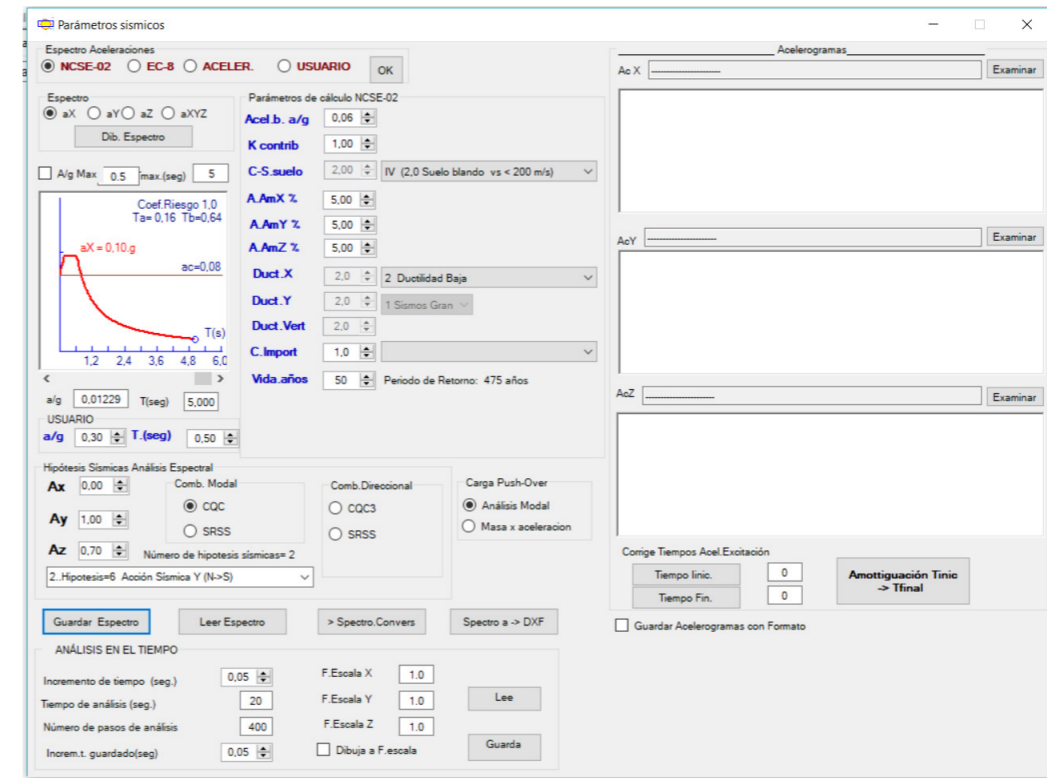 Parámetros sismicos
Espectro Aceleraciones
NCSE-02 EC-8 ACELER. USUARIO OK
Espectro
aX aY aZ aXYZ
Dib. Espectro
A/g Max 0.5 max.(seg) 5
Coef.Riesgo 1,0
Ta= 0,16 Tb=0,64
aX = 0,10.g
ac=0,08
T(s)
1,2 2,4 3,6 4,8 6,0
a/g 0,01229 T(seg) 5,000
USUARIO
a/g 0,30 T.(seg) 0,50
Parámetros de cálculo NCSE-02
Acel.b. a/g 0,06
K contrib 1,00
C-S.suelo 2,00 IV (2,0 Suelo blando vs < 200 m/s)
A.AmX % 5,00
A.AmY % 5,00
A.AmZ % 5,00
Duct.X 2,0 2 Ductilidad Baja
Duct.Y 2,0 1 Sismos Gran
Duct.Vert 2,0
C.Import 1,0
Vida.años 50 Periodo de Retorno: 475 años
Hipótesis Sísmicas Análisis Espectral
Ax 0,00
Ay 1,00
Az 0,70
Comb. Modal
CQC
SRSS
Número de hipotesis sísmicas= 2
2..Hipotesis=6 Acción Sísmica Y (N->S)
Comb.Direccional
CQC3
SRSS
Carga Push-Over
Análisis Modal
Masa x aceleracion
Guardar Espectro Leer Espectro > Spectro.Convers Spectro a -> DXF
ANÁLISIS EN EL TIEMPO
Incremento de tiempo (seg.) 0,05
Tiempo de análisis (seg.) 20
Número de pasos de análisis 400
Increm.t. guardado(seg) 0,05
F.Escala X 1.0
F.Escala Y 1.0
F.Escala Z 1.0
Dibuja a F.escala
Lee
Guarda
Acelerogramas
Ac X Examinar
AcY Examinar
AcZ Examinar
Corrige Tiempos Acel.Excitación
Tiempo Iinic. 0
Tiempo Fin. 0
Amottiguación Tinic
-> Tfinal
Guardar Acelerogramas con Formato